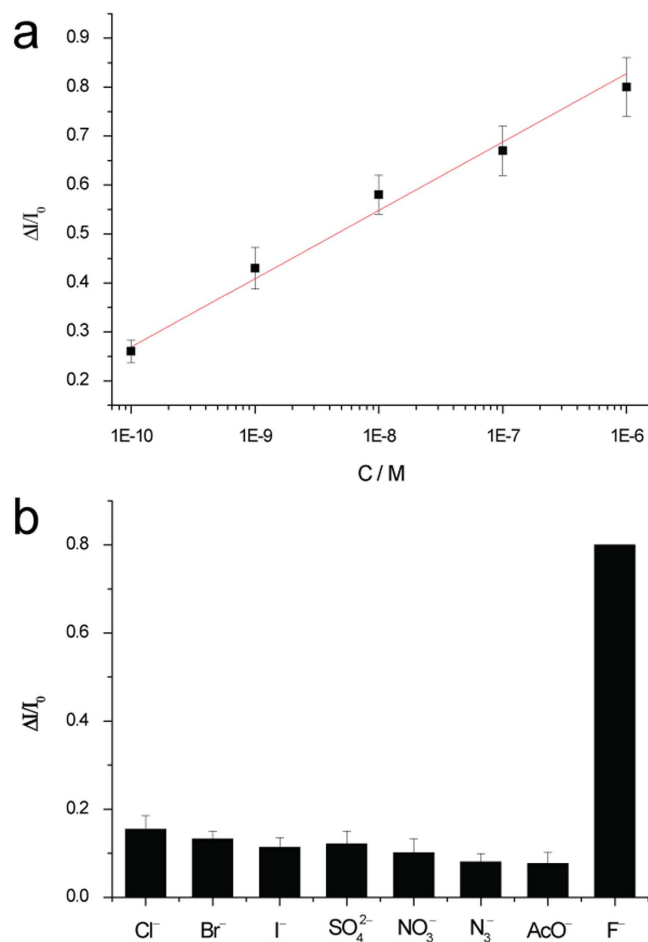 a
0.9
0.8
0.7
0.6
0.5
0.4
0.3
0.2
ΔI/I₀
1E-10 1E-9 1E-8 1E-7 1E-6
C / M
b
0.8
0.6
0.4
0.2
0.0
ΔI/I₀
Cl⁻ Br⁻ I⁻ SO₄²⁻ NO₃⁻ N₃⁻ AcO⁻ F⁻